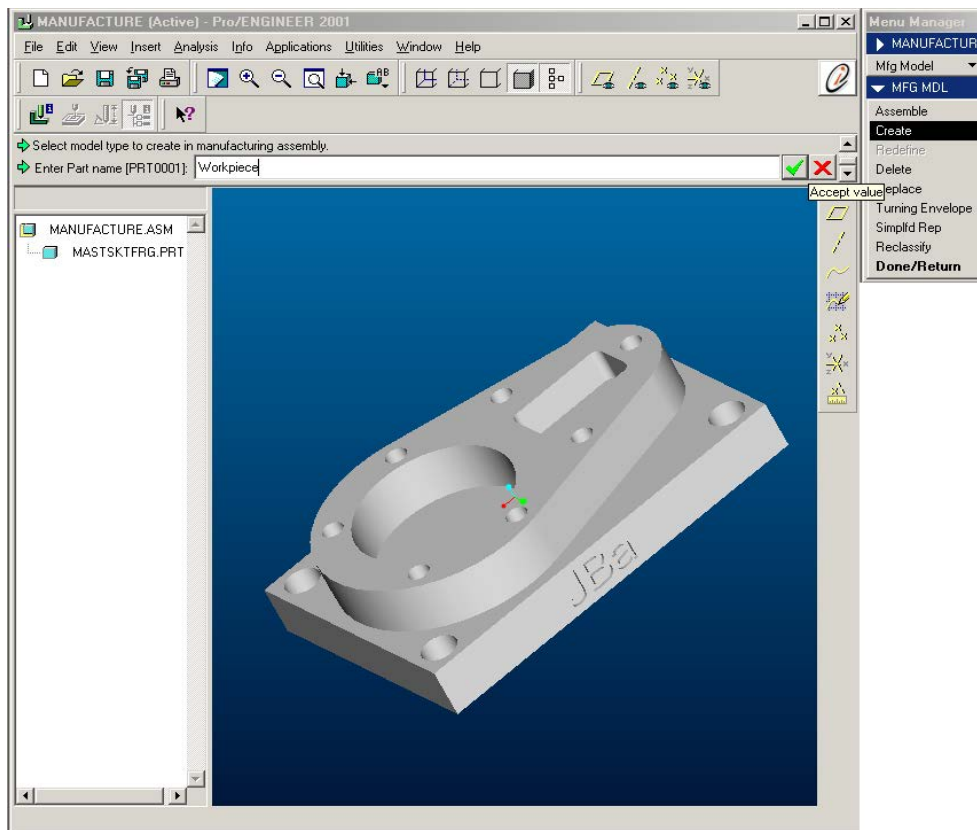 MANUFACTURE (Active) - Pro/ENGINEER 2001
File Edit View Insert Analysis Info Applications Utilities Window Help
Select model type to create in manufacturing assembly.
Enter Part name [PRT0001]: Workpiece
Accept value
MANUFACTURE.ASM
MASTSKTFRG.PRT
JBa
Menu Manager
MANUFACTUR
Mfg Model
MFG MDL
Assemble
Create
Redefine
Delete
eplace
Turning Envelope
Simplfd Rep
Reclassify
Done/Return